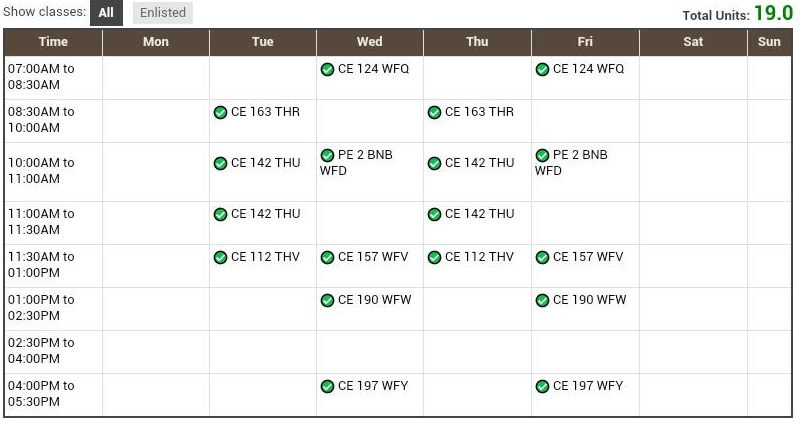 Show classes: All Enlisted Total Units: 19.0
Time Mon Tue Wed Thu Fri Sat Sun
07:00AM to
08:30AM
CE 124 WFQ CE 124 WFQ
08:30AM to
10:00AM
CE 163 THR CE 163 THR
10:00AM to
11:00AM
CE 142 THU
PE 2 BNB
WFD
CE 142 THU
PE 2 BNB
WFD
11:00AM to
11:30AM
CE 142 THU CE 142 THU
11:30AM to
01:00PM
CE 112 THV CE 157 WFV CE 112 THV CE 157 WFV
01:00PM to
02:30PM
CE 190 WFW CE 190 WFW
02:30PM to
04:00PM
04:00PM to
05:30PM
CE 197 WFY CE 197 WFY